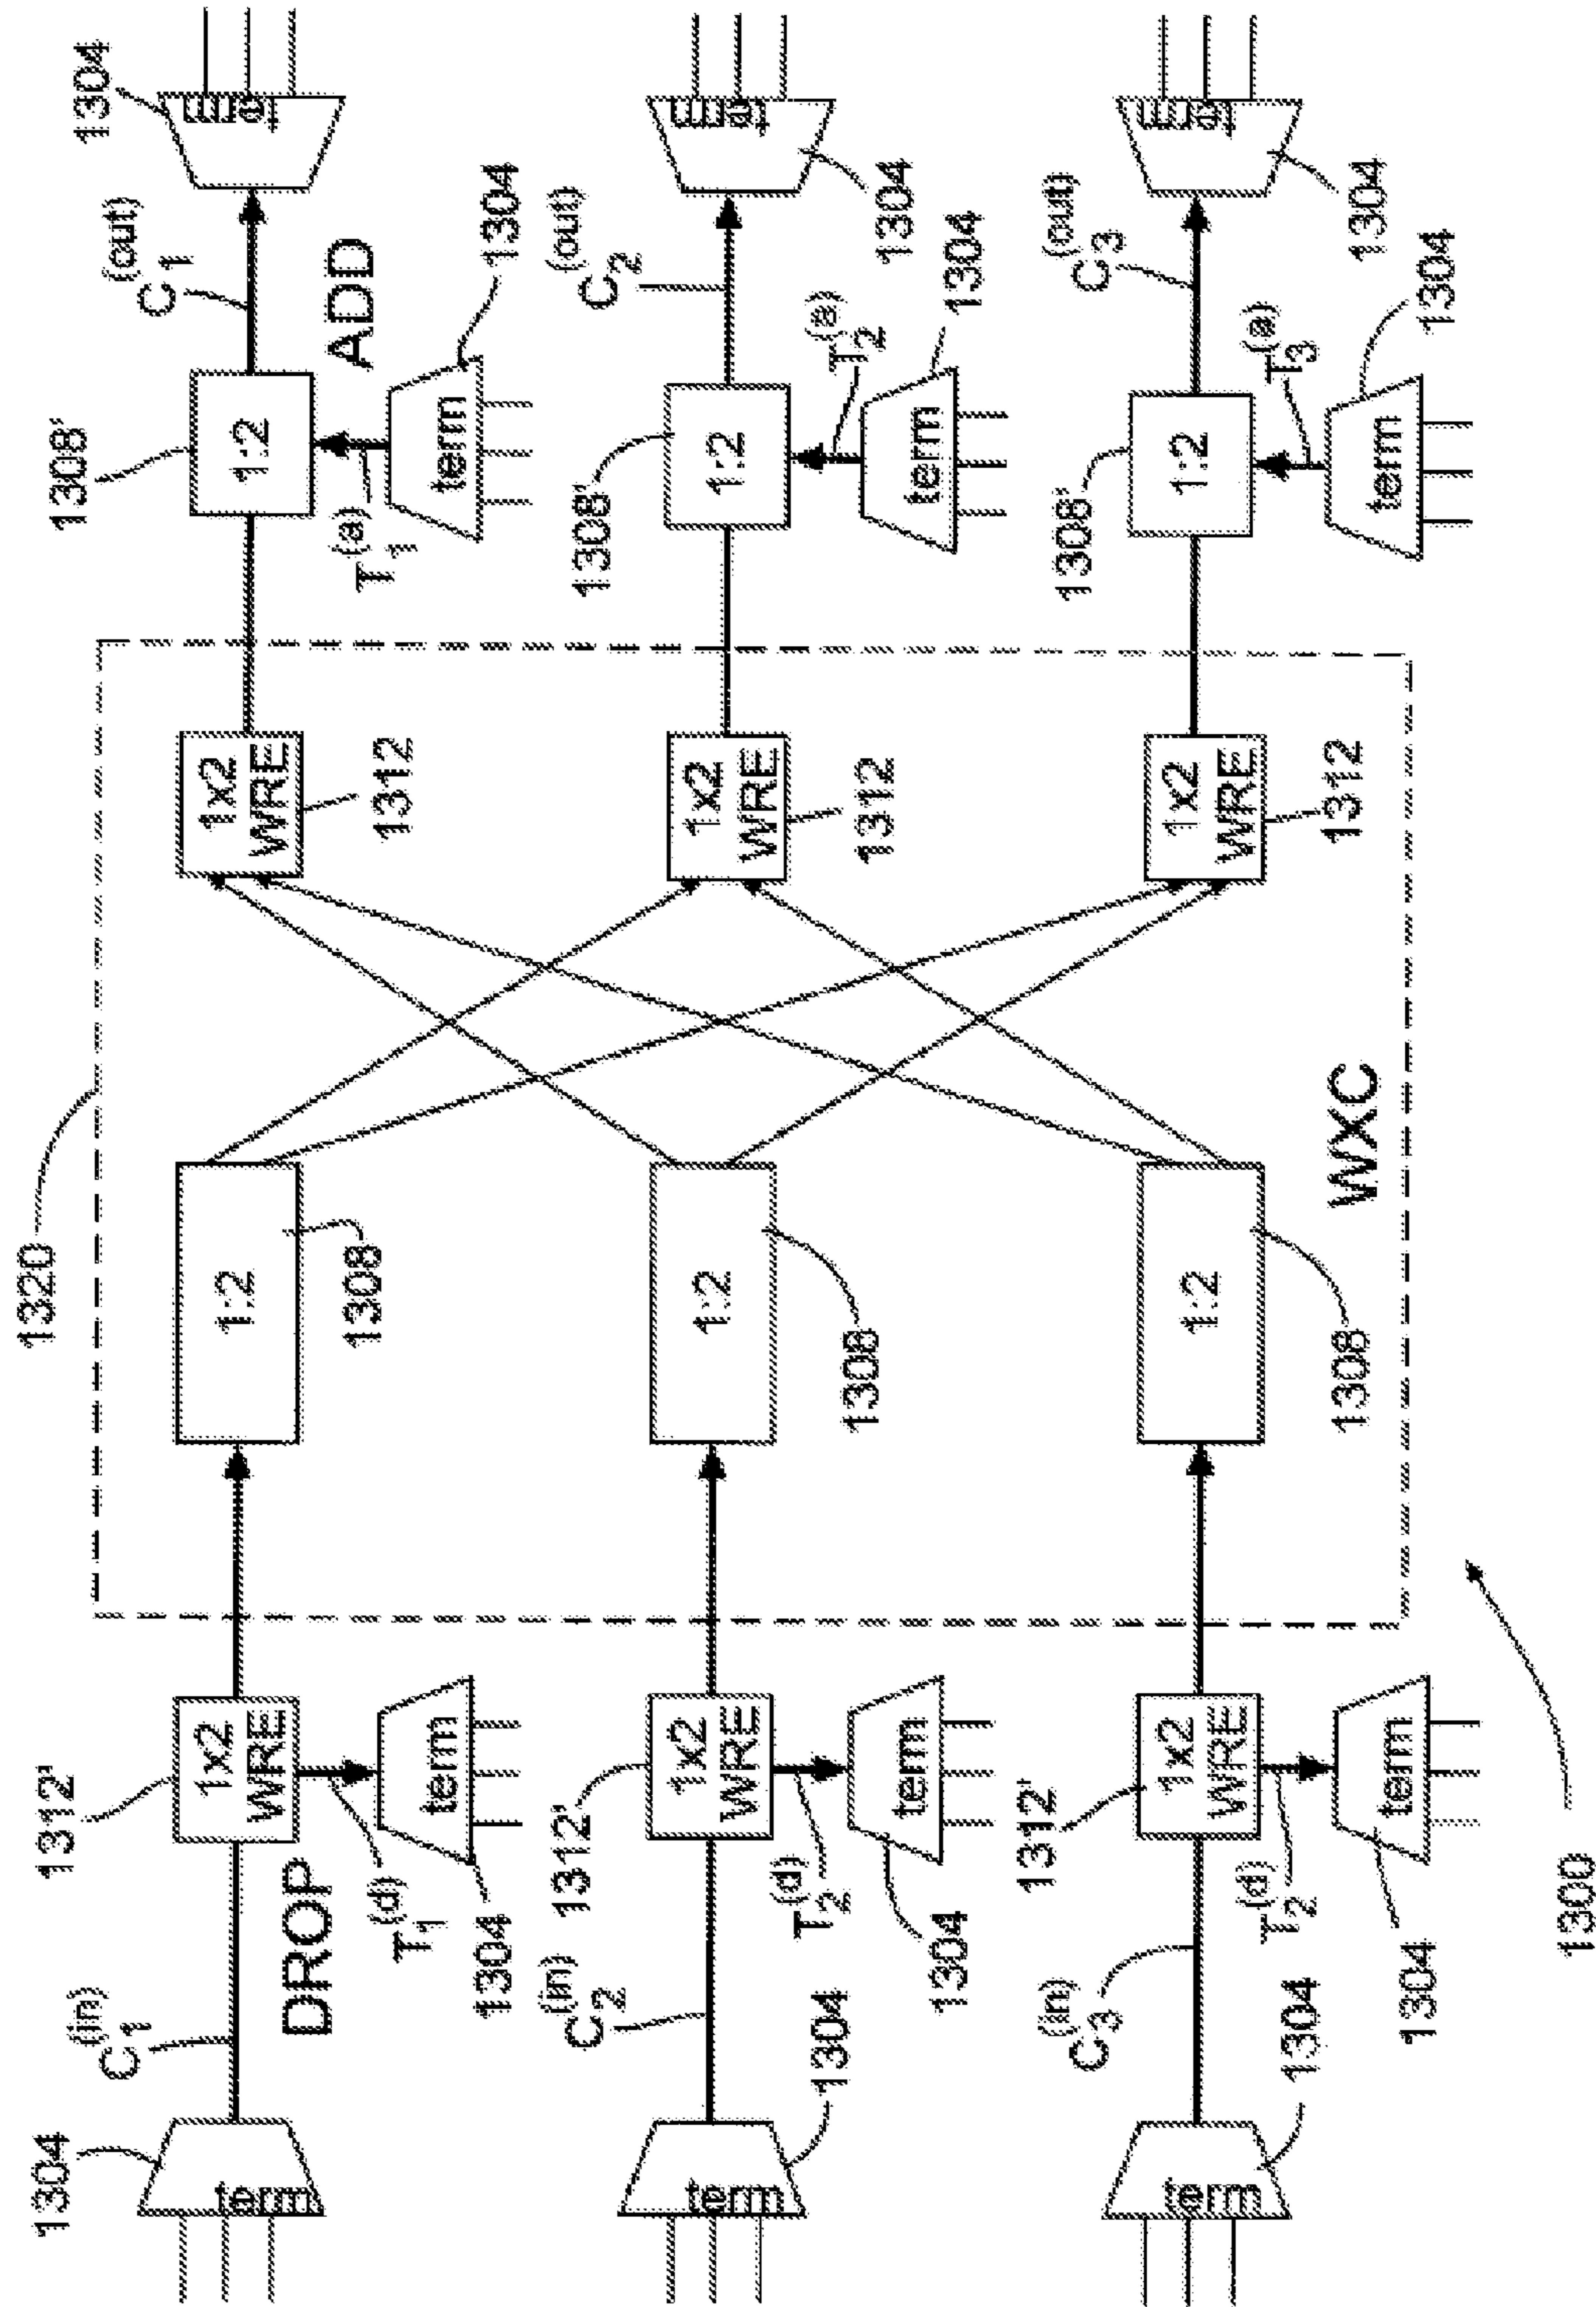 1304
1312'
1320
1308'
1304
C₁⁽ⁱⁿ⁾
C₁⁽ᵒᵘᵗ⁾
term
1x2
WRE
1:2
1x2
WRE
1:2
term
DROP
ADD
T₁⁽ᵈ⁾
1308
1312
T₁⁽ᵃ⁾
term
term
1304
1304
C₂⁽ⁱⁿ⁾
1312'
1308'
C₂⁽ᵒᵘᵗ⁾
term
1x2
WRE
1:2
1x2
WRE
1:2
term
1304
T₂⁽ᵈ⁾
1308
1312
T₂⁽ᵃ⁾
1304
term
term
1304
1304
C₃⁽ⁱⁿ⁾
1312'
1308'
C₃⁽ᵒᵘᵗ⁾
term
1x2
WRE
1:2
1x2
WRE
1:2
term
1304
T₂⁽ᵈ⁾
1308
1312
T₃⁽ᵃ⁾
1304
WXC
term
term
1304
1304
1300